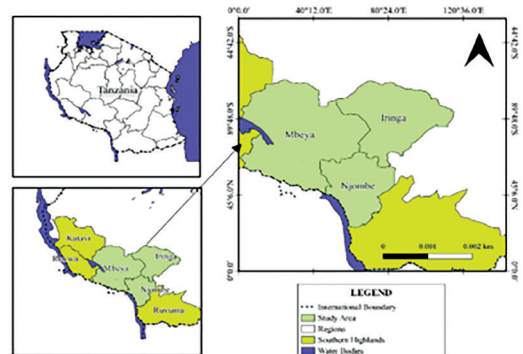 Tanzania
Katavi
Rukwa
Mbeya
Iringa
Njombe
Ruvuma
0°0.0' 40°12.0'E 80°24.0'E 120°36.0'E
Mbeya
Iringa
Njombe
0 0.001 0.002 km
LEGEND
International Boundary
Study Area
Regions
Southern Highlands
Water Bodies